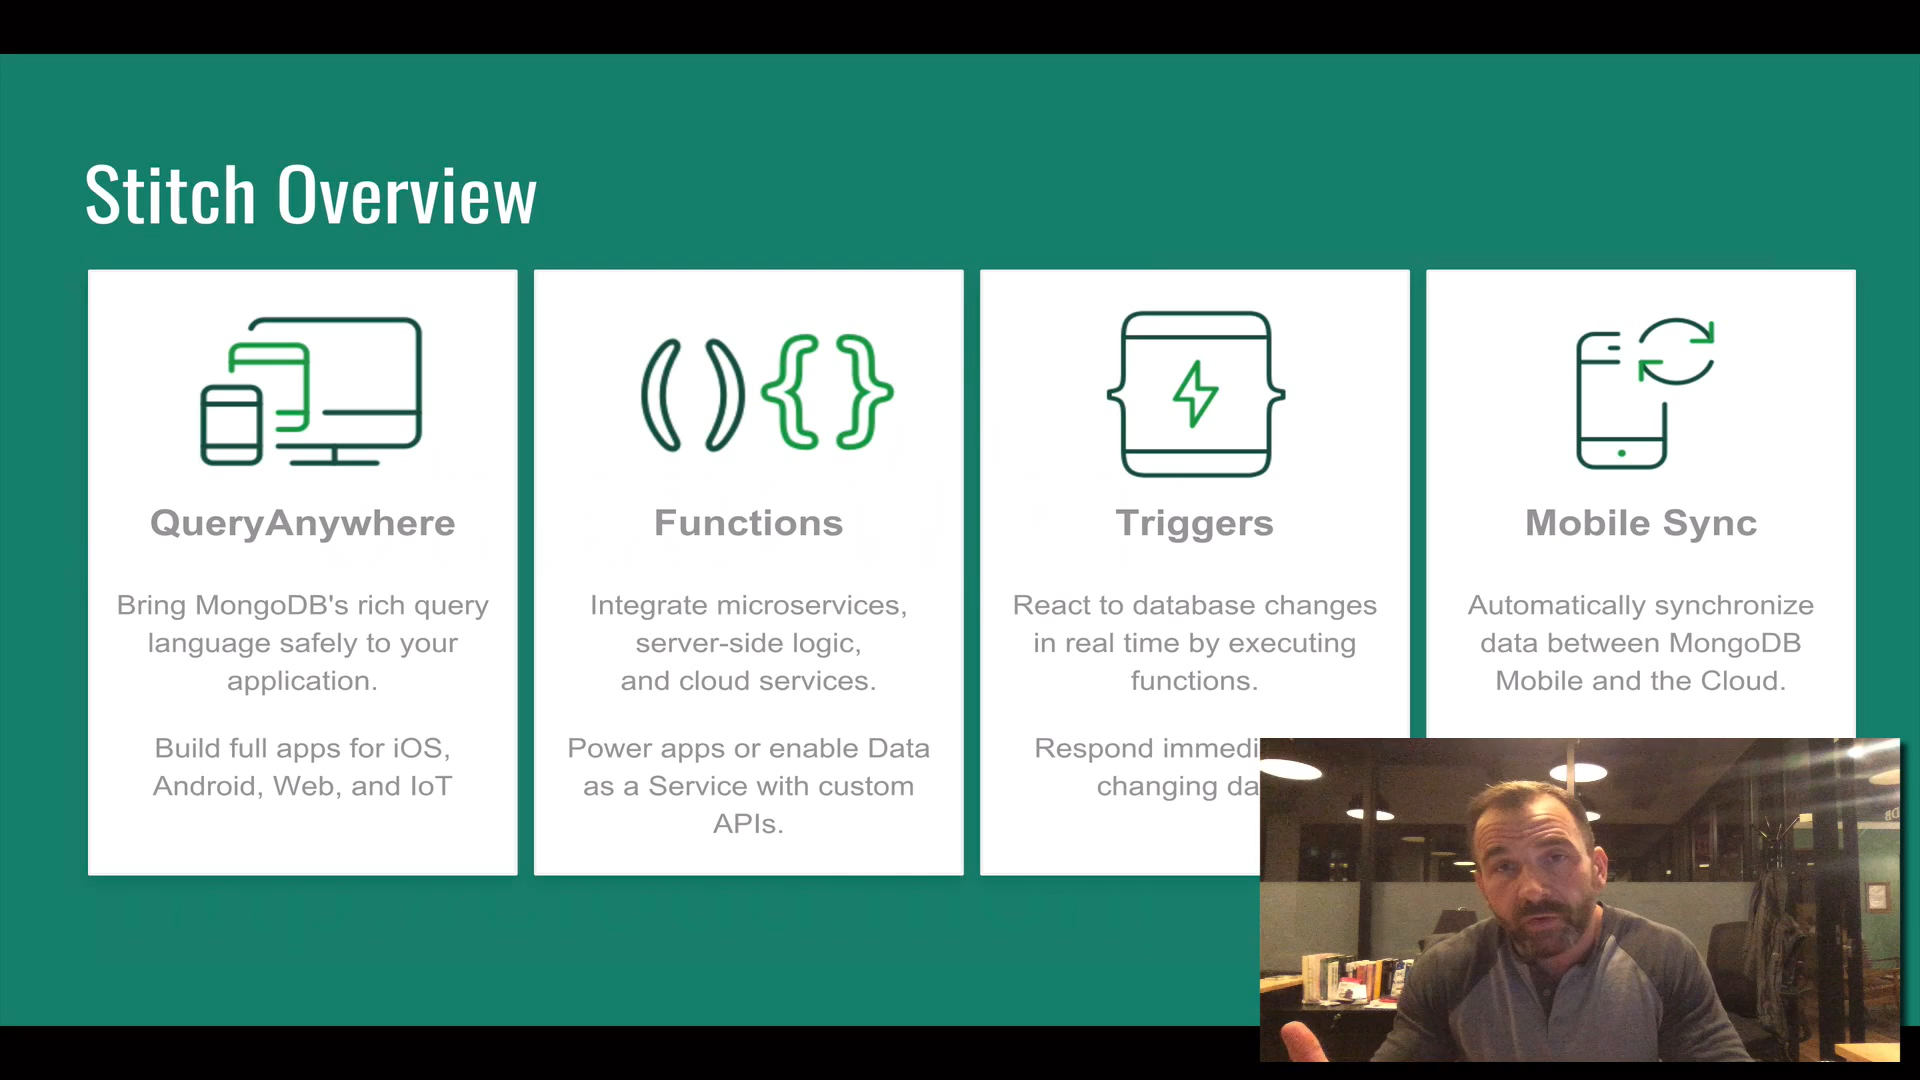 Stitch Overview
QueryAnywhere
Bring MongoDB's rich query
language safely to your
application.
Build full apps for iOS,
Android, Web, and IoT
Functions
Integrate microservices,
server-side logic,
and cloud services.
Power apps or enable Data
as a Service with custom
APIs.
Triggers
React to database changes
in real time by executing
functions.
Respond
changing
Mobile Sync
Automatically synchronize
data between MongoDB
Mobile and the Cloud.